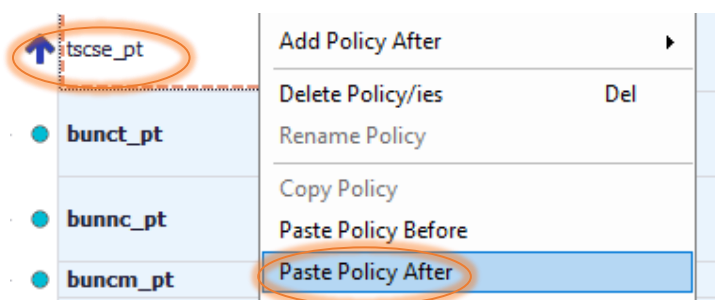 tscse_pt
bunct_pt
bunnc_pt
buncm_pt
Add Policy After
Delete Policy/ies Del
Rename Policy
Copy Policy
Paste Policy Before
Paste Policy After